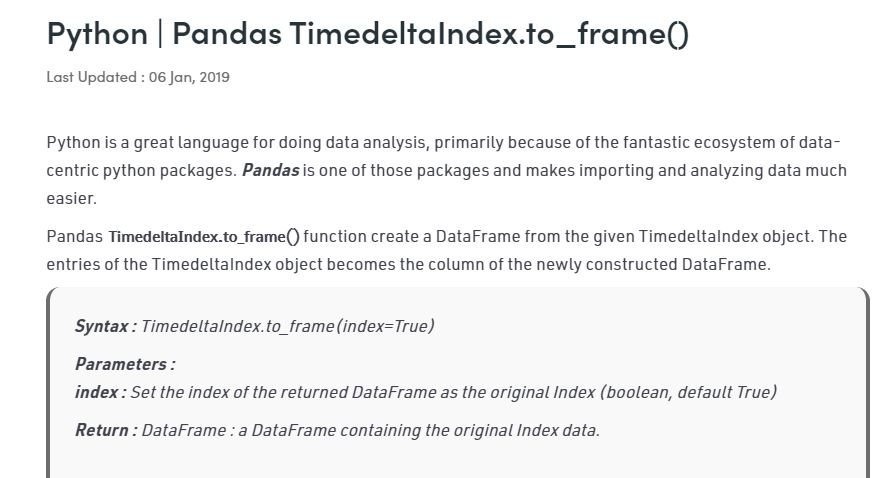 Python | Pandas TimedeltaIndex.to_frame()
Last Updated : 06 Jan, 2019
Python is a great language for doing data analysis, primarily because of the fantastic ecosystem of data-
centric python packages. Pandas is one of those packages and makes importing and analyzing data much
easier.
Pandas TimedeltaIndex.to_frame() function create a DataFrame from the given TimedeltaIndex object. The
entries of the TimedeltaIndex object becomes the column of the newly constructed DataFrame.
Syntax : TimedeltaIndex.to_frame(index=True)
Parameters :
index : Set the index of the returned DataFrame as the original Index (boolean, default True)
Return : DataFrame : a DataFrame containing the original Index data.